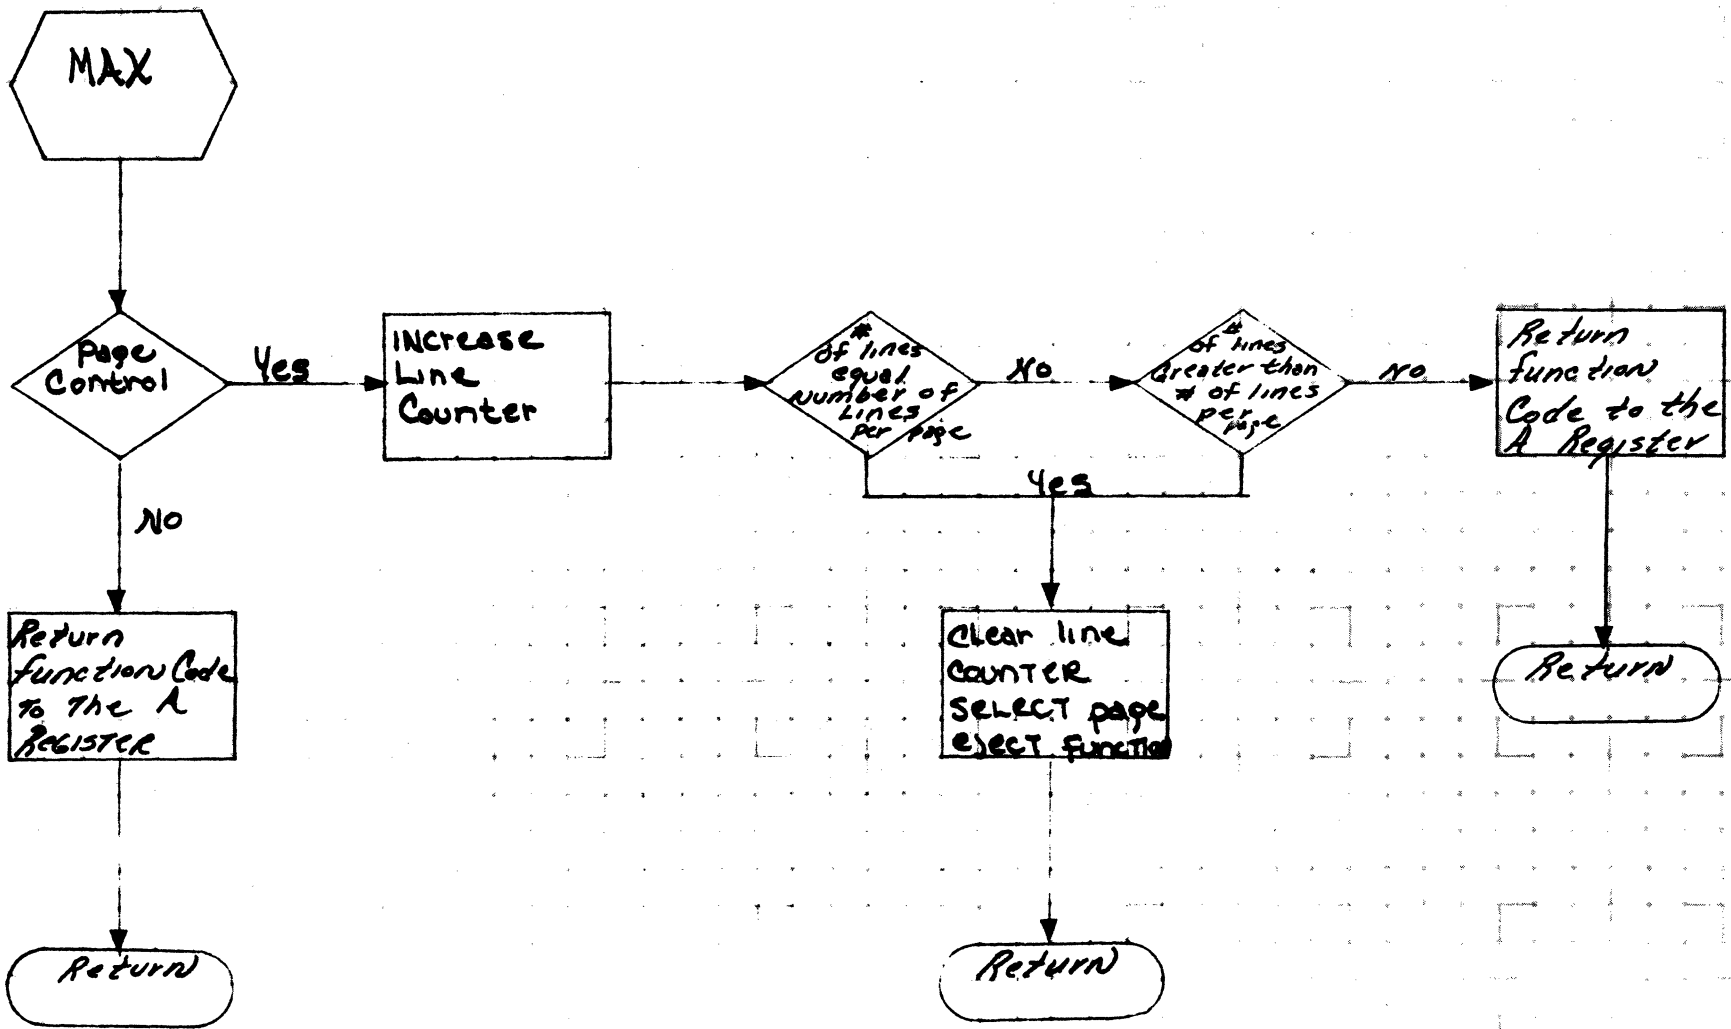 MAX
Page
Control
Yes
INcrease
Line
Counter
#
of lines
equal
Number of
Lines
per page
No
#
of lines
Greater than
# of lines
per
page
No
Return
function
Code to the
A Register
Yes
No
Return
function Code
To The A
REGISTER
CLear line
COUNTER
SELECT page
eJecT Function
Return
Return
Return